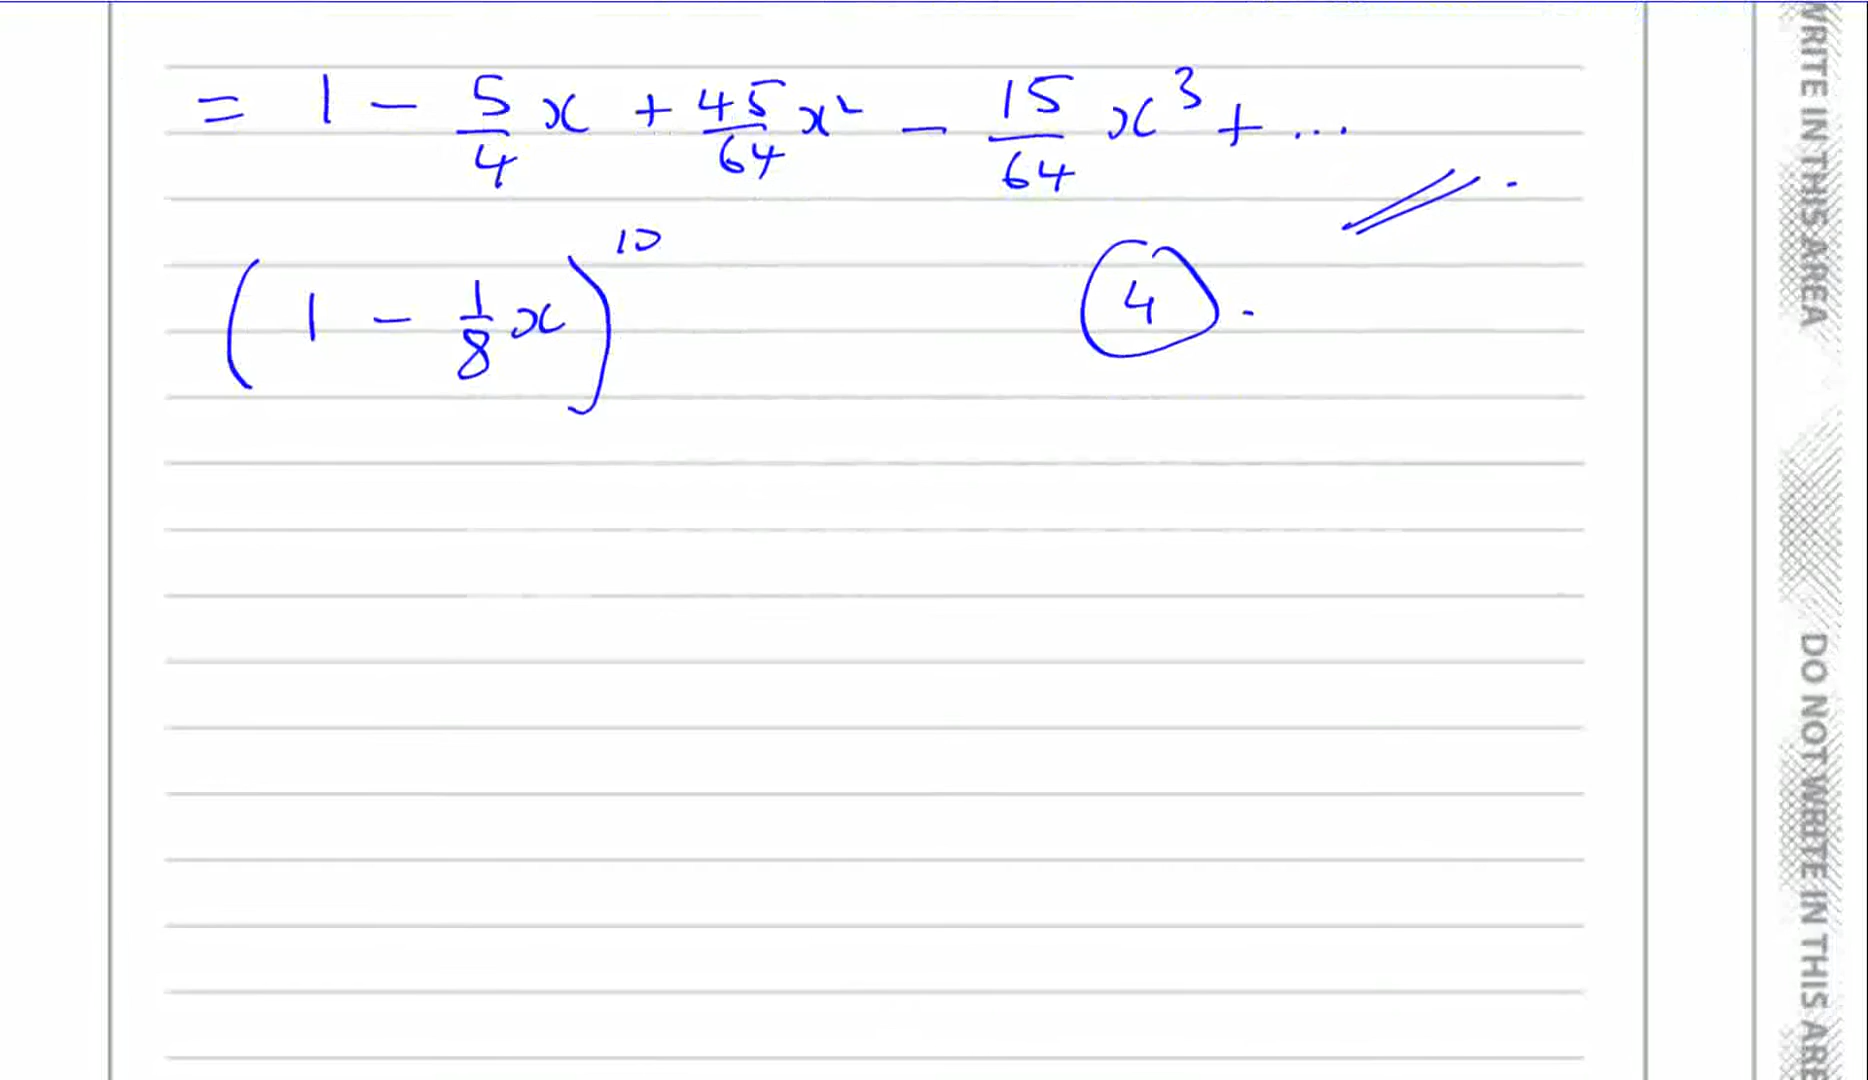 = 1 - 5/4 x + 45/64 x² - 15/64 x³ + ...
(1 - 1/8 x)¹⁰ 4.
WRITE IN THIS AREA
DO NOT WRITE IN THIS ARE